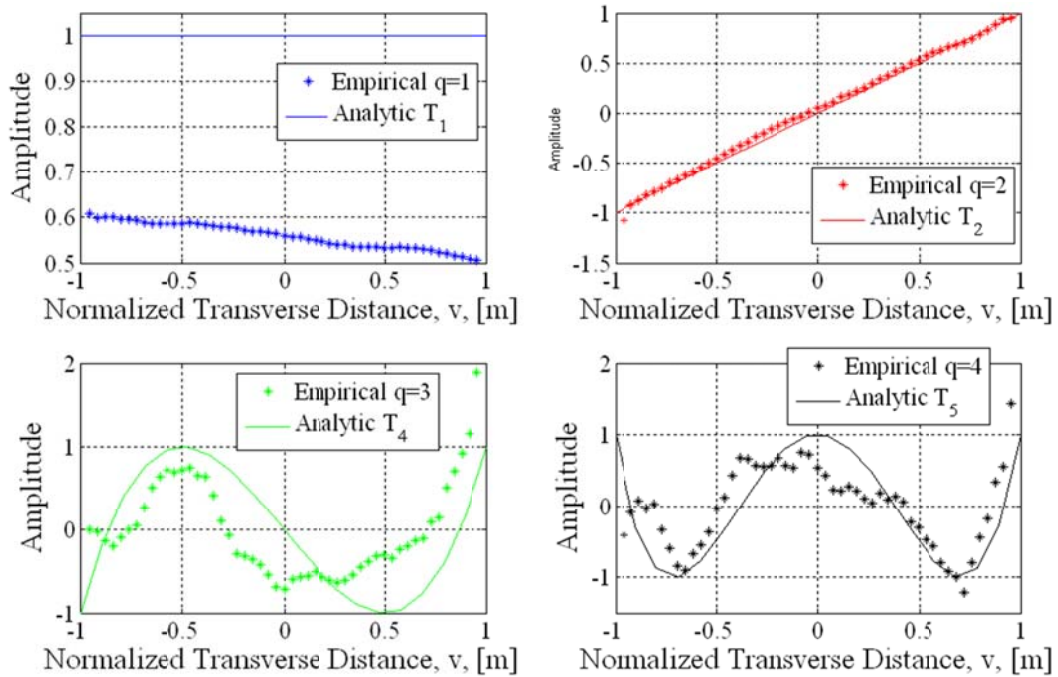 1
0.9
0.8
0.7
0.6
0.5
-1
-0.5
0
0.5
1
Amplitude
Normalized Transverse Distance, v, [m]
Empirical q=1
Analytic T_1
1
0.5
0
-0.5
-1
-1.5
-1
-0.5
0
0.5
1
Amplitude
Normalized Transverse Distance, v, [m]
Empirical q=2
Analytic T_2
2
1
0
-1
-1
-0.5
0
0.5
1
Amplitude
Normalized Transverse Distance, v, [m]
Empirical q=3
Analytic T_4
2
1
0
-1
-1
-0.5
0
0.5
1
Amplitude
Normalized Transverse Distance, v, [m]
Empirical q=4
Analytic T_5